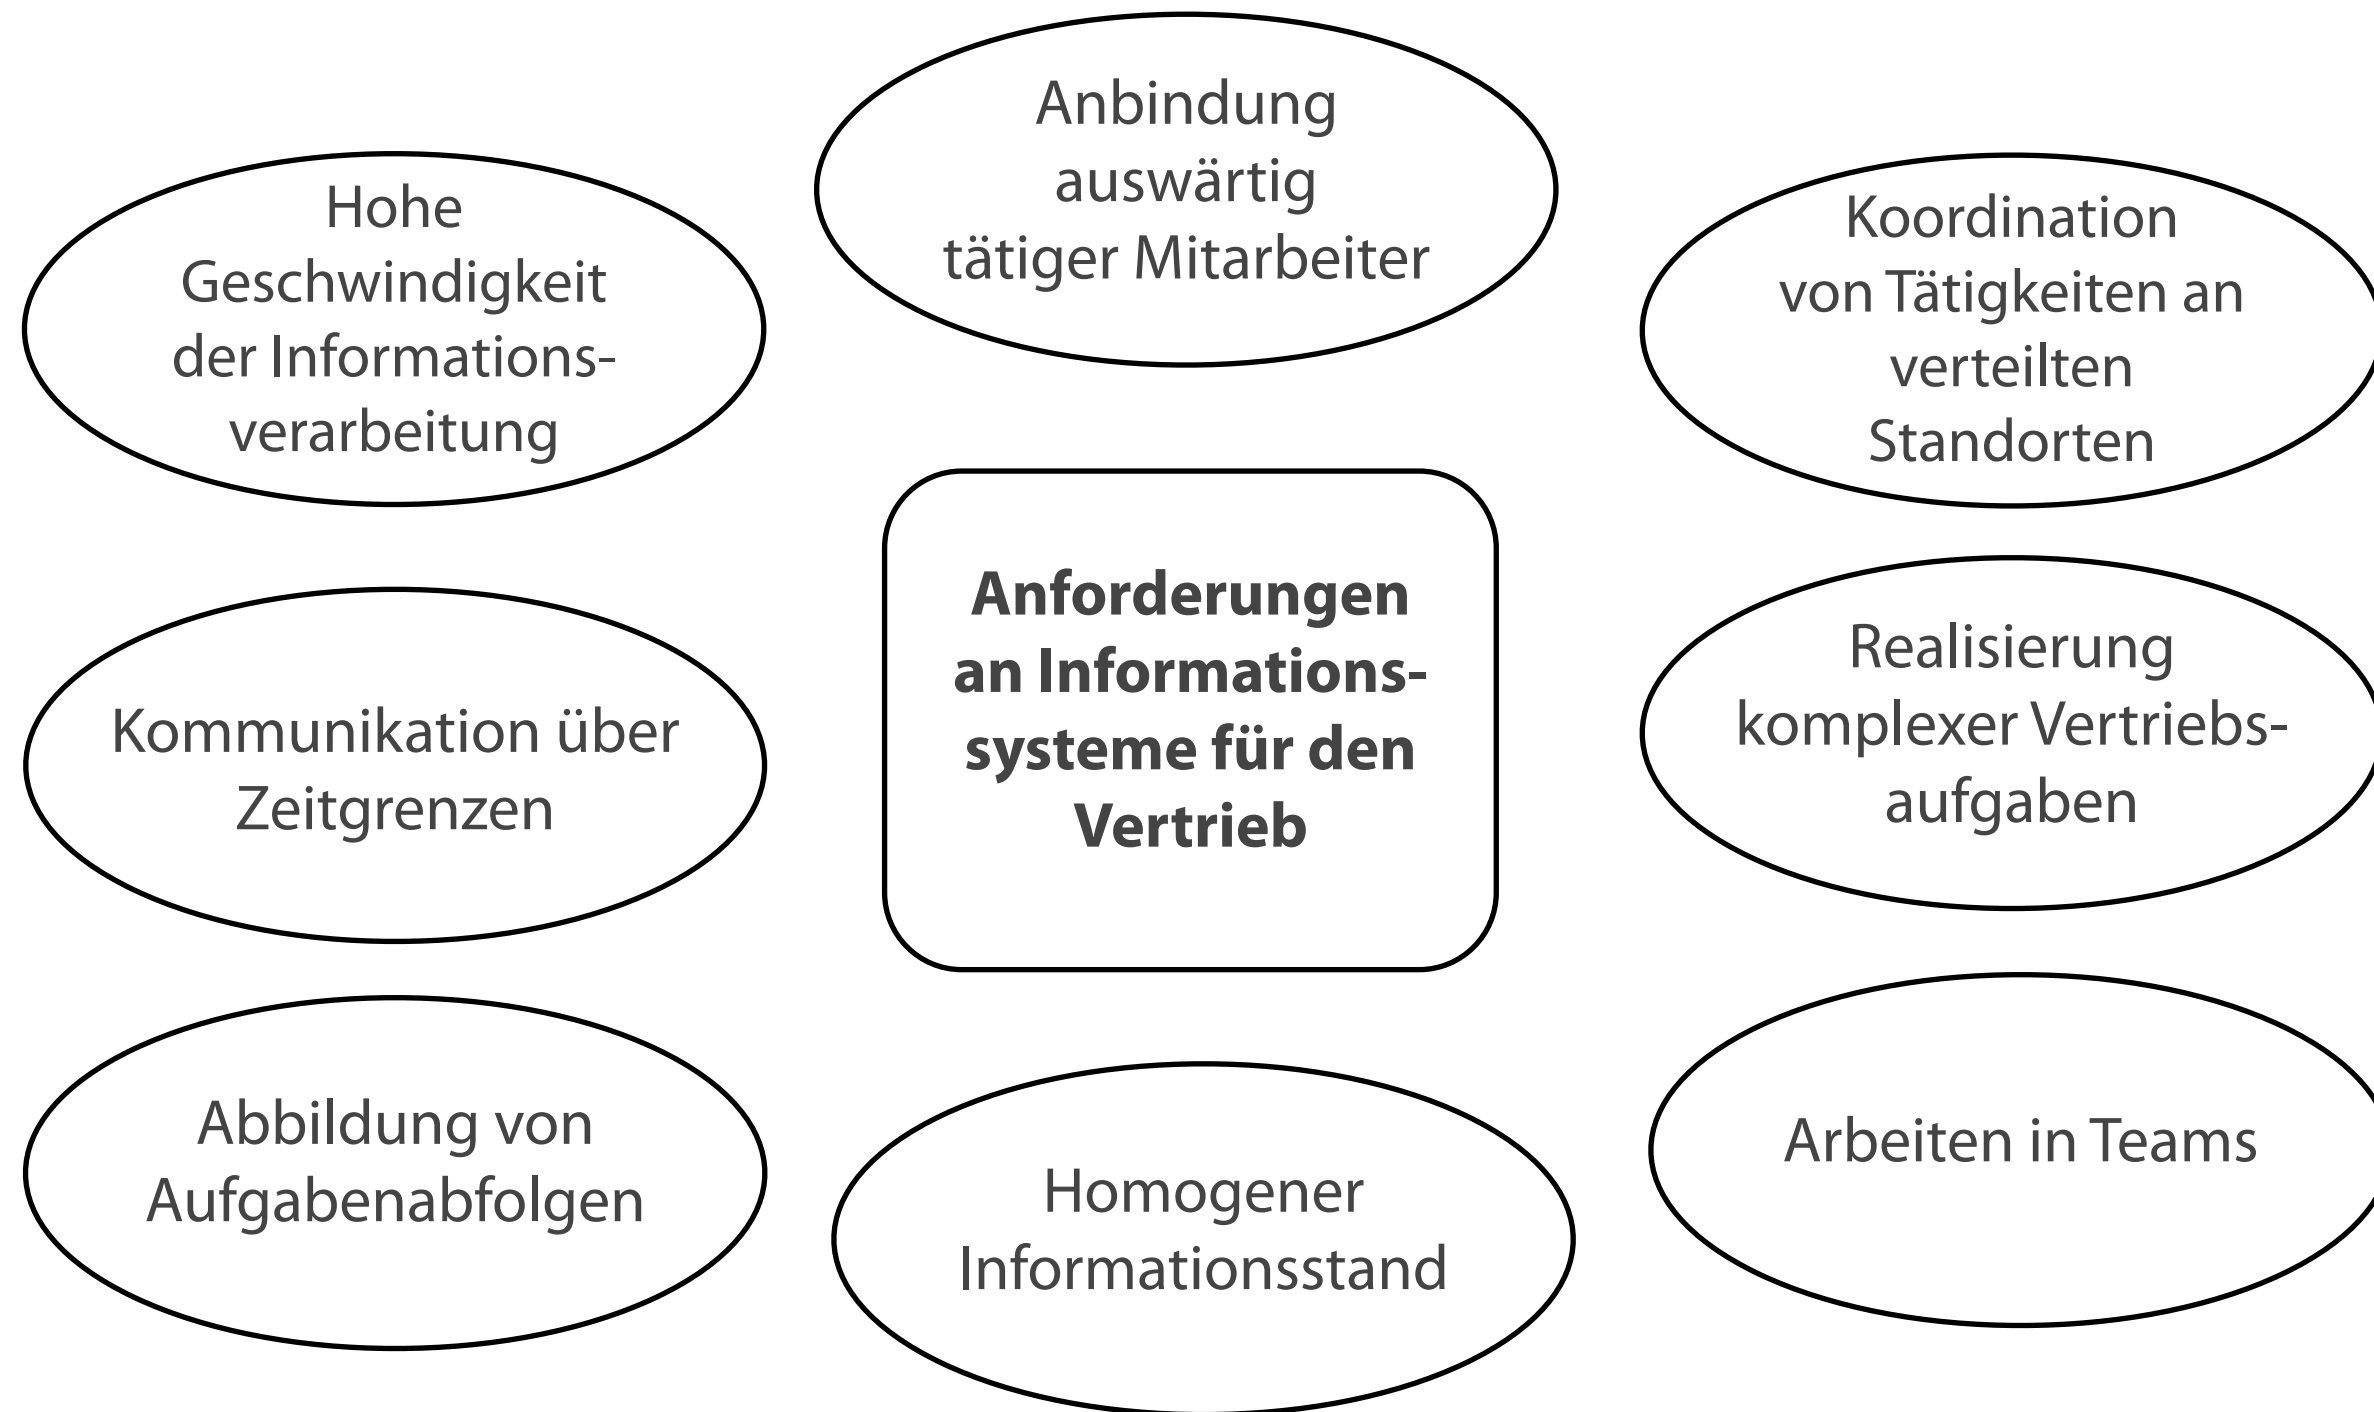 Anbindung
auswärtig
tätiger Mitarbeiter
Hohe
Geschwindigkeit
der Informations-
verarbeitung
Koordination
von Tätigkeiten an
verteilten
Standorten
Anforderungen
an Informations-
systeme für den
Vertrieb
Kommunikation über
Zeitgrenzen
Realisierung
komplexer Vertriebs-
aufgaben
Abbildung von
Aufgabenabfolgen
Homogener
Informationsstand
Arbeiten in Teams